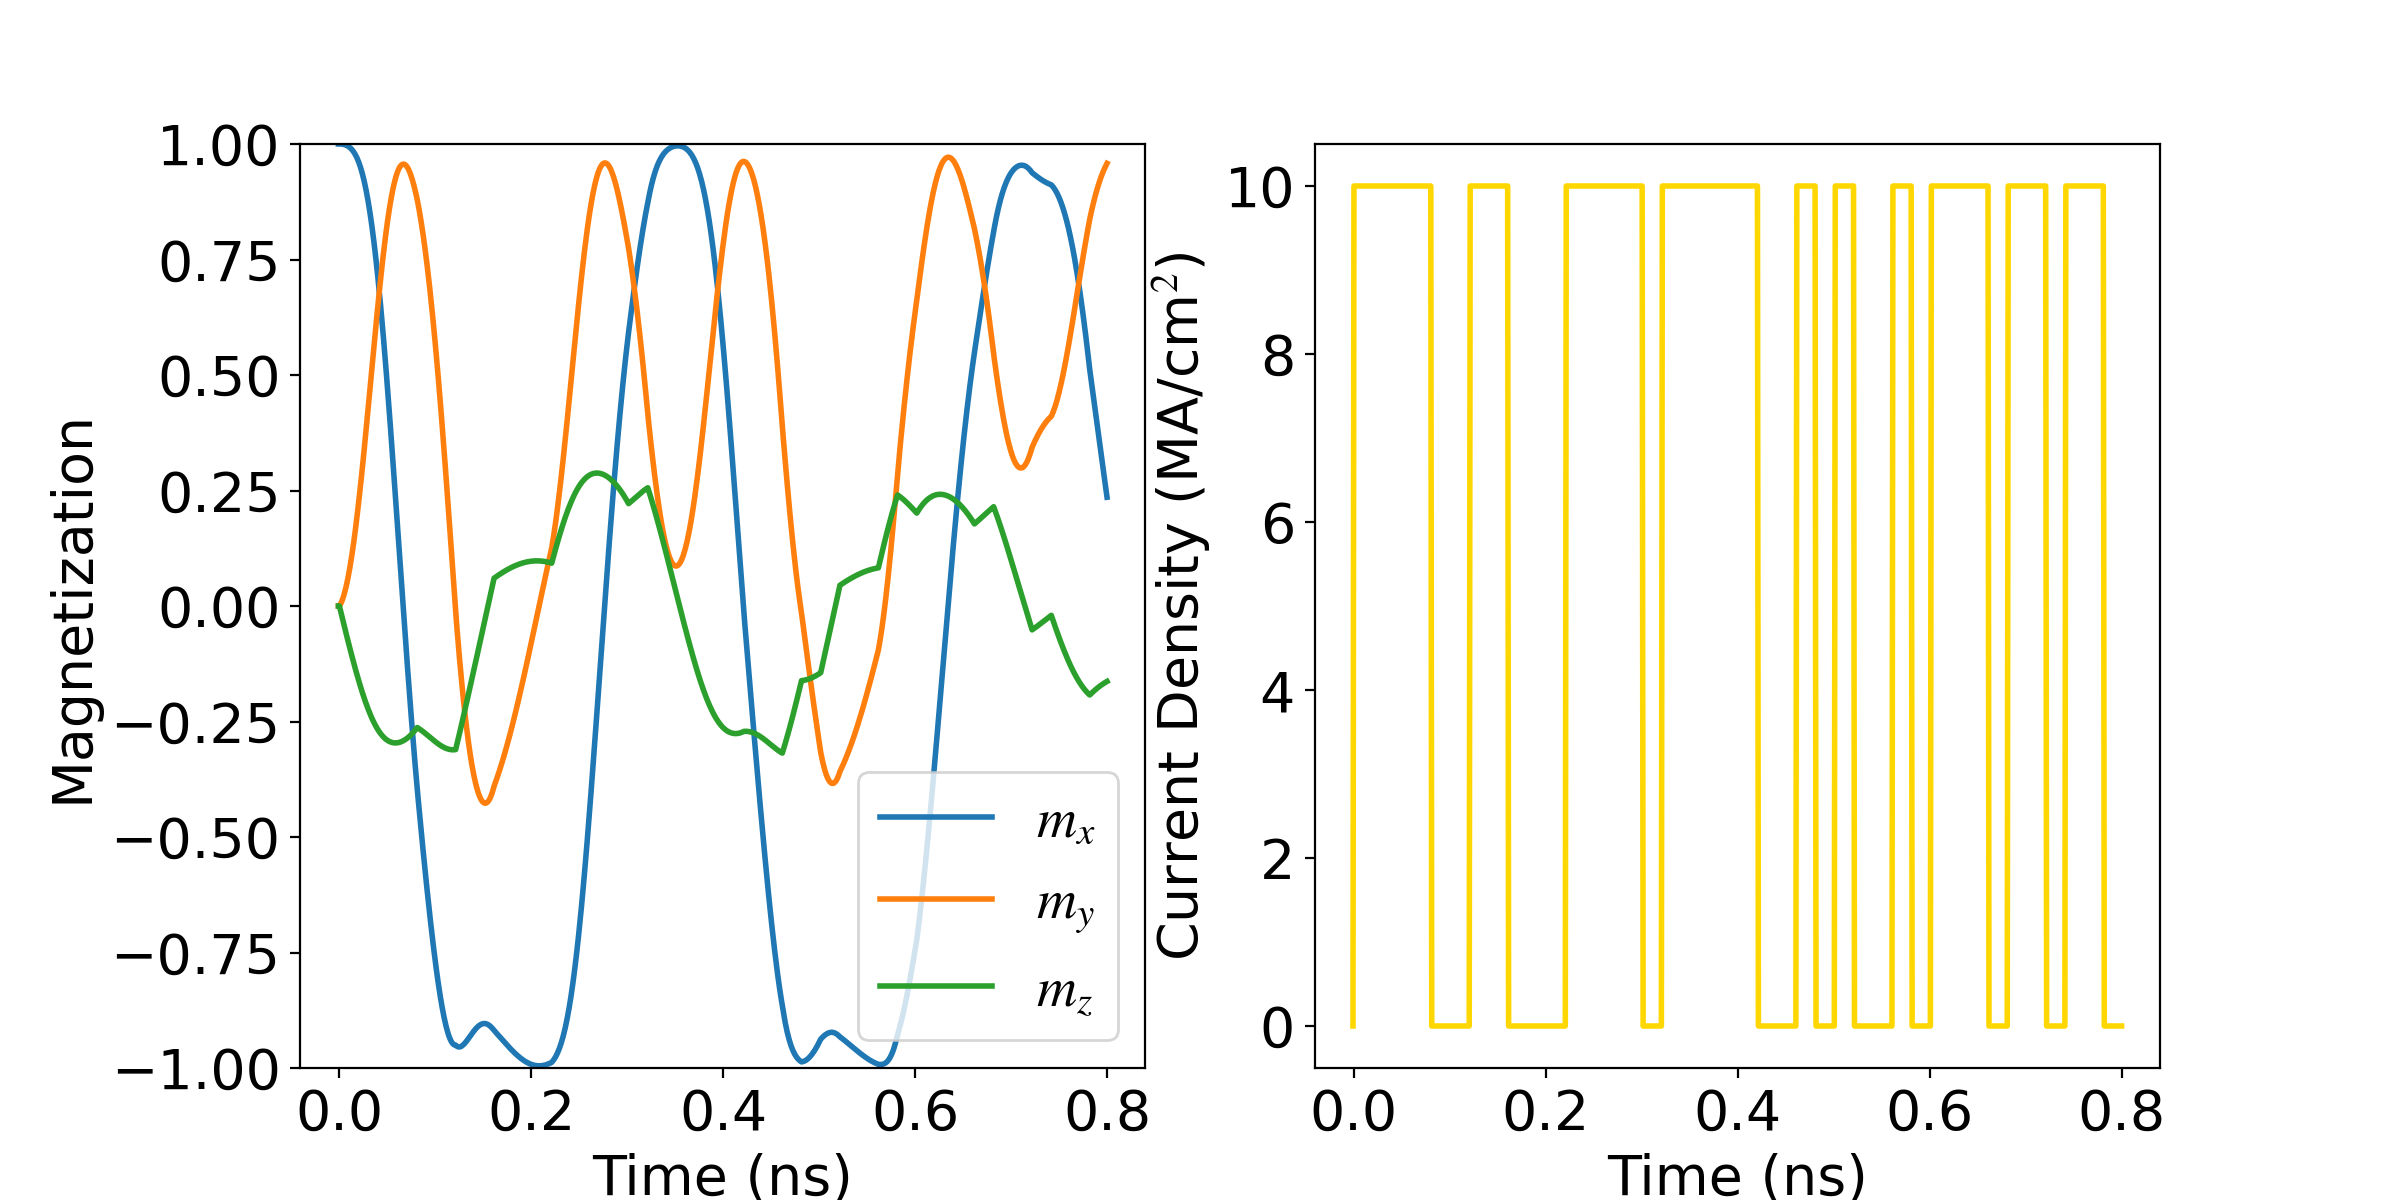 Magnetization
1.00
0.75
0.50
0.25
0.00
−0.25
−0.50
−0.75
−1.00
0.0 0.2 0.4 0.6 0.8
Time (ns)
m_x
m_y
m_z
Current Density (MA/cm²)
10
8
6
4
2
0
0.0 0.2 0.4 0.6 0.8
Time (ns)